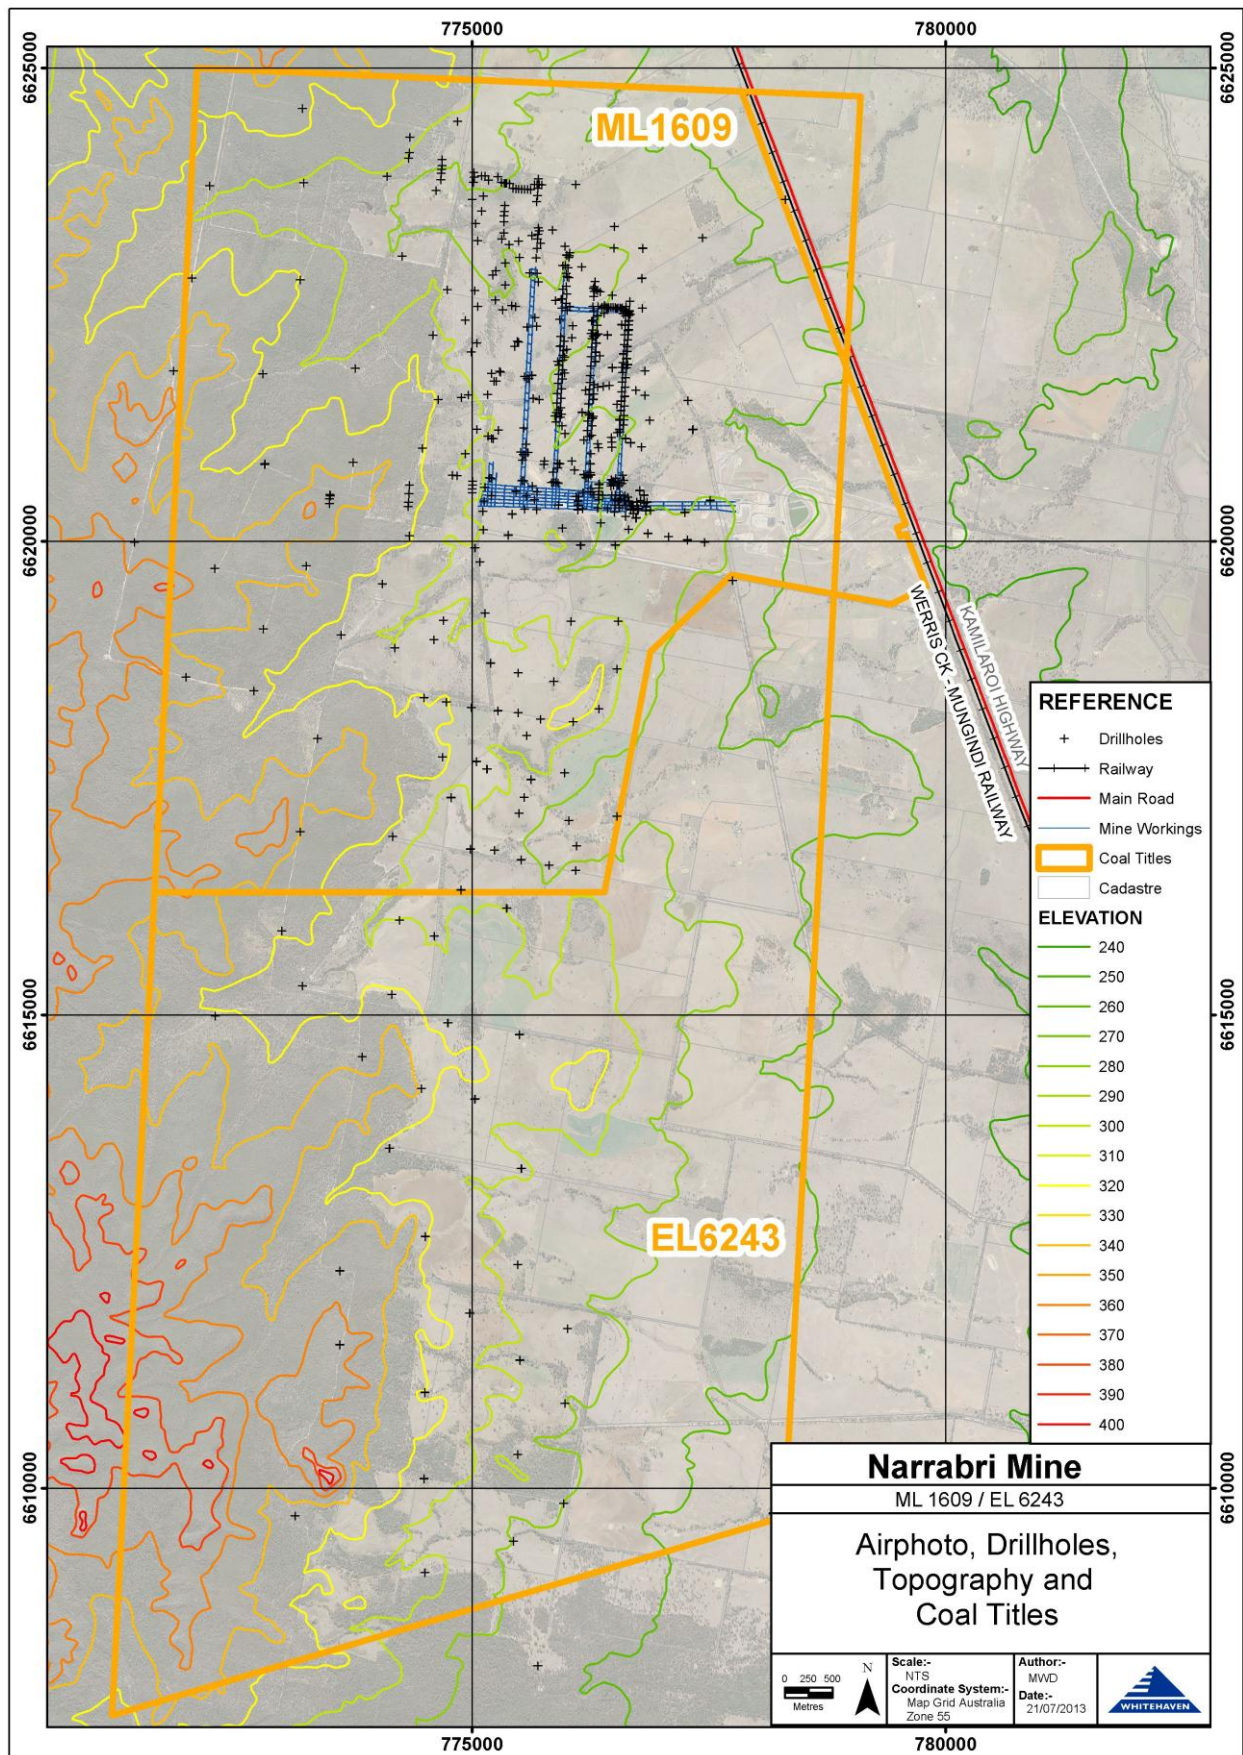 775000
780000
6625000
6625000
ML1609
6620000
6620000
WERRIS CK - MUNGINDI RAILWAY
KAMILAROI HIGHWAY
REFERENCE
Drillholes
Railway
Main Road
Mine Workings
Coal Titles
Cadastre
ELEVATION
240
250
260
270
280
290
300
310
320
330
340
350
360
370
380
390
400
6615000
6615000
EL6243
6610000
6610000
Narrabri Mine
ML 1609 / EL 6243
Airphoto, Drillholes,
Topography and
Coal Titles
0 250 500
Metres
N
Scale:-
NTS
Coordinate System:-
Map Grid Australia
Zone 55
Author:-
MWD
Date:-
21/07/2013
WHITEHAVEN
775000
780000